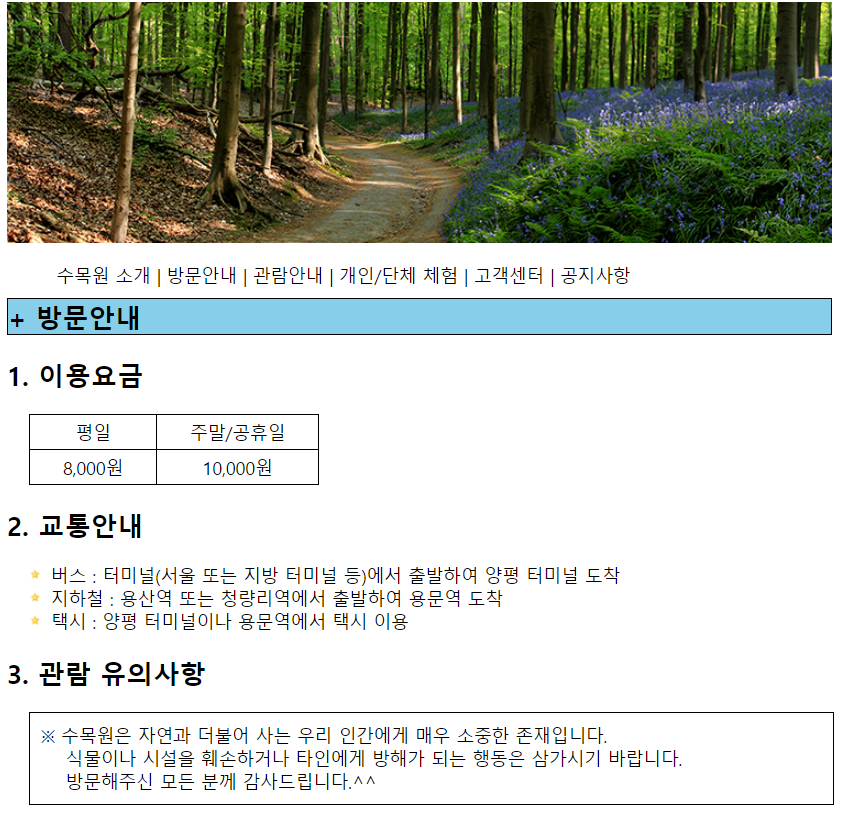 수목원 소개 | 방문안내 | 관람안내 | 개인/단체 체험 | 고객센터 | 공지사항
+ 방문안내
1. 이용요금
평일 주말/공휴일
8,000원 10,000원
2. 교통안내
버스 : 터미널(서울 또는 지방 터미널 등)에서 출발하여 양평 터미널 도착
지하철 : 용산역 또는 청량리역에서 출발하여 용문역 도착
택시 : 양평 터미널이나 용문역에서 택시 이용
3. 관람 유의사항
※ 수목원은 자연과 더불어 사는 우리 인간에게 매우 소중한 존재입니다.
식물이나 시설을 훼손하거나 타인에게 방해가 되는 행동은 삼가시기 바랍니다.
방문해주신 모든 분께 감사드립니다.^^